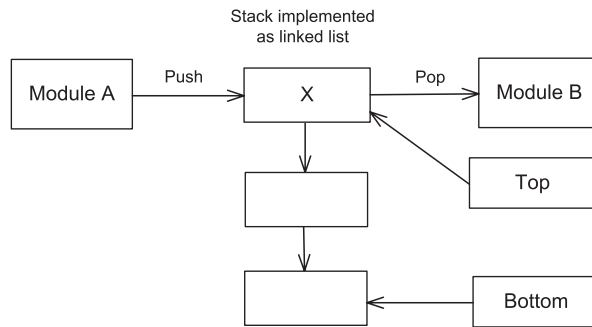 Stack implemented
as linked list
Module A
Push
X
Pop
Module B
Top
Bottom